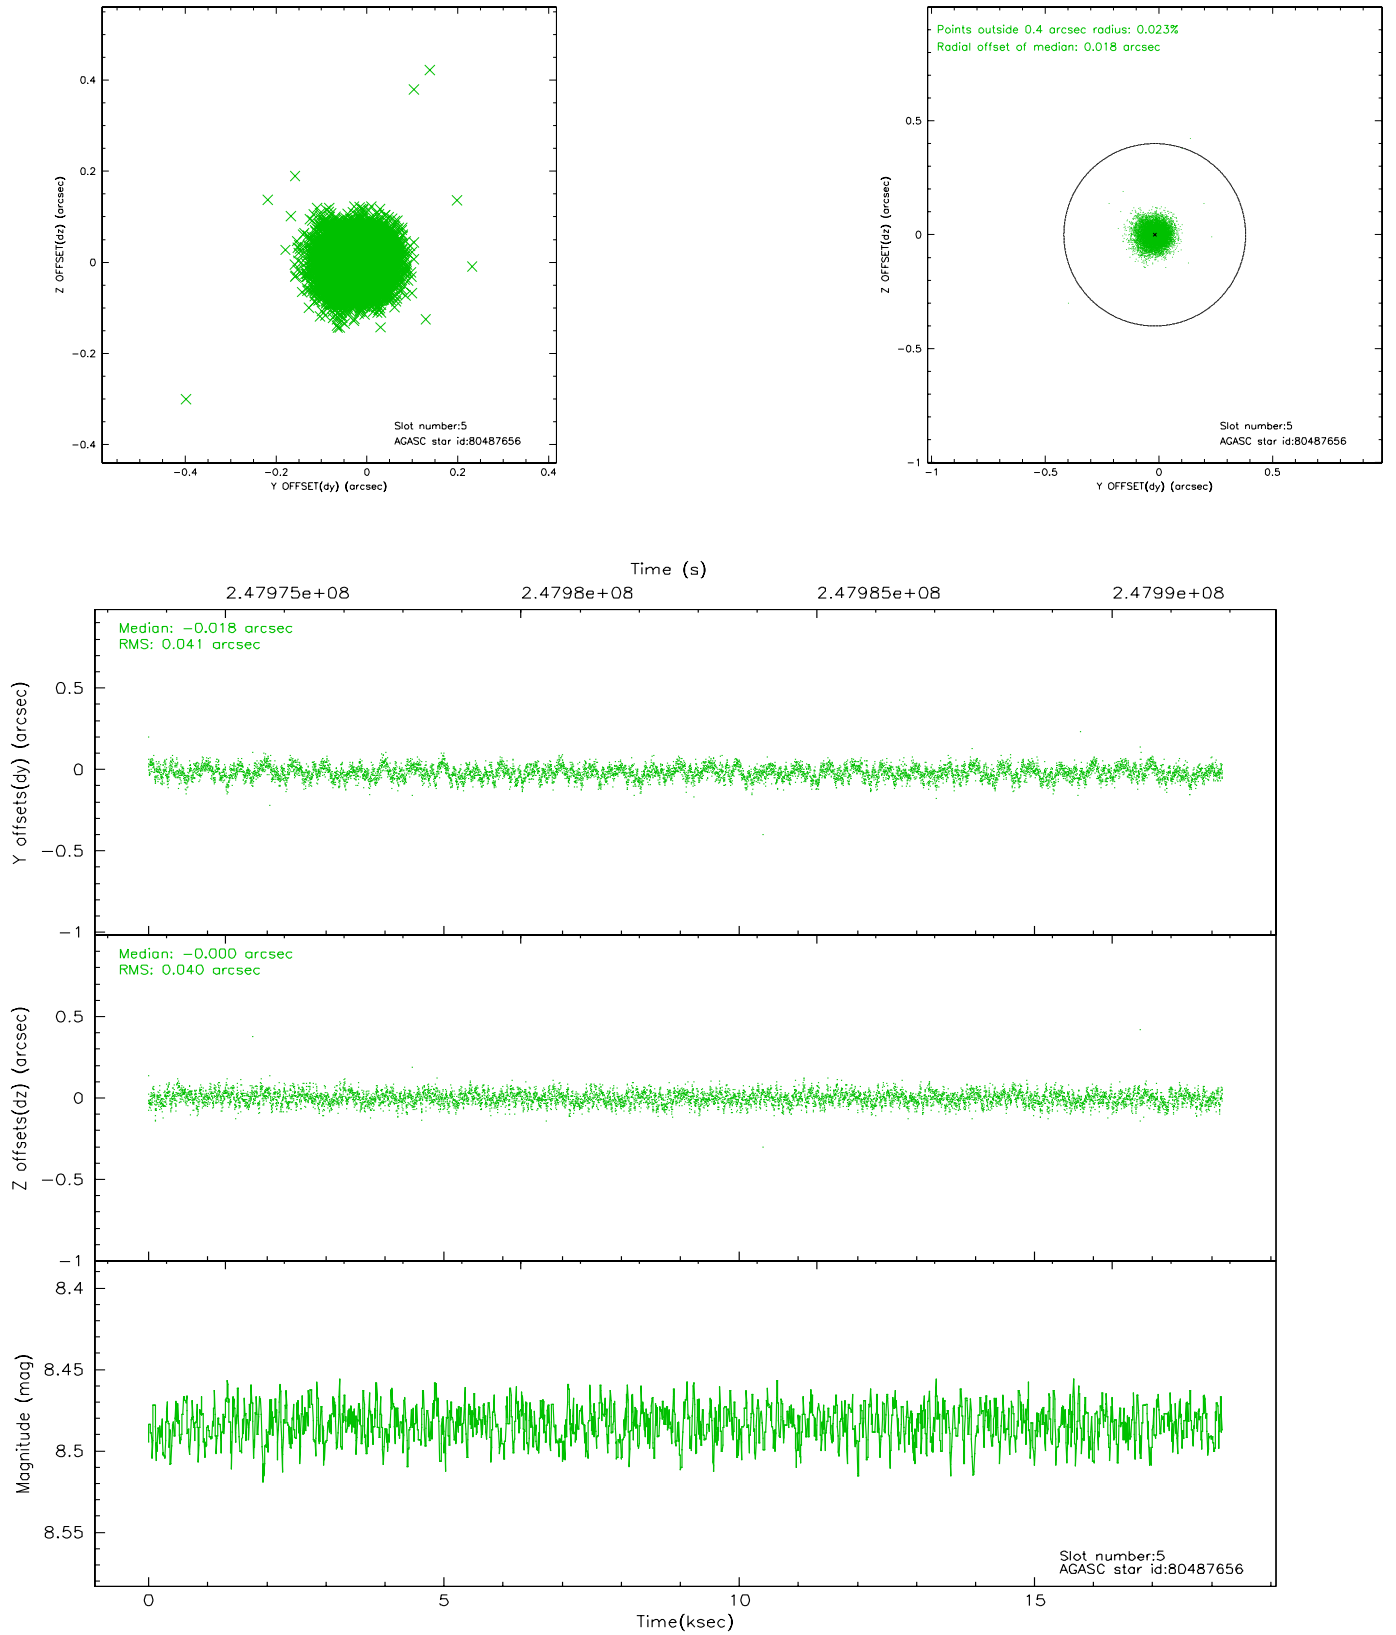 0.4
0.2
0
−0.2
−0.4
Z OFFSET(dz) (arcsec)
Slot number:5
AGASC star id:80487656
−0.4 −0.2 0 0.2 0.4
Y OFFSET(dy) (arcsec)
Points outside 0.4 arcsec radius: 0.023%
Radial offset of median: 0.018 arcsec
0.5
0
−0.5
−1
Z OFFSET(dz) (arcsec)
Slot number:5
AGASC star id:80487656
−1 −0.5 0 0.5
Y OFFSET(dy) (arcsec)
Time (s)
2.47975e+08 2.4798e+08 2.47985e+08 2.4799e+08
Median: −0.018 arcsec
RMS: 0.041 arcsec
0.5
0
−0.5
−1
Y offsets(dy) (arcsec)
Median: −0.000 arcsec
RMS: 0.040 arcsec
0.5
0
−0.5
−1
Z offsets(dz) (arcsec)
8.4
8.45
8.5
8.55
Magnitude (mag)
Slot number:5
AGASC star id:80487656
0 5 10 15
Time(ksec)